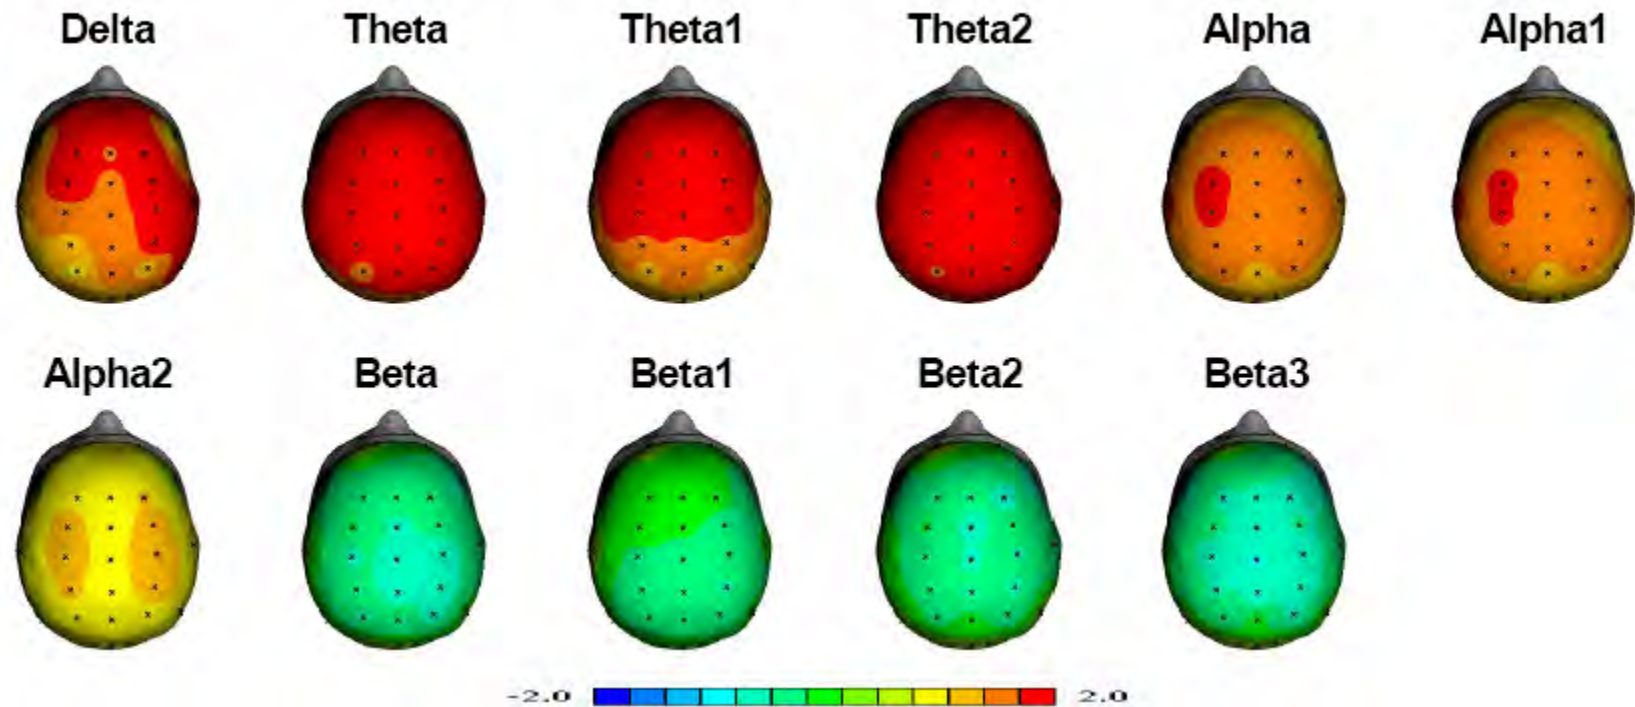 Delta Theta Theta1 Theta2 Alpha Alpha1
Alpha2 Beta Beta1 Beta2 Beta3
-2.0 2.0